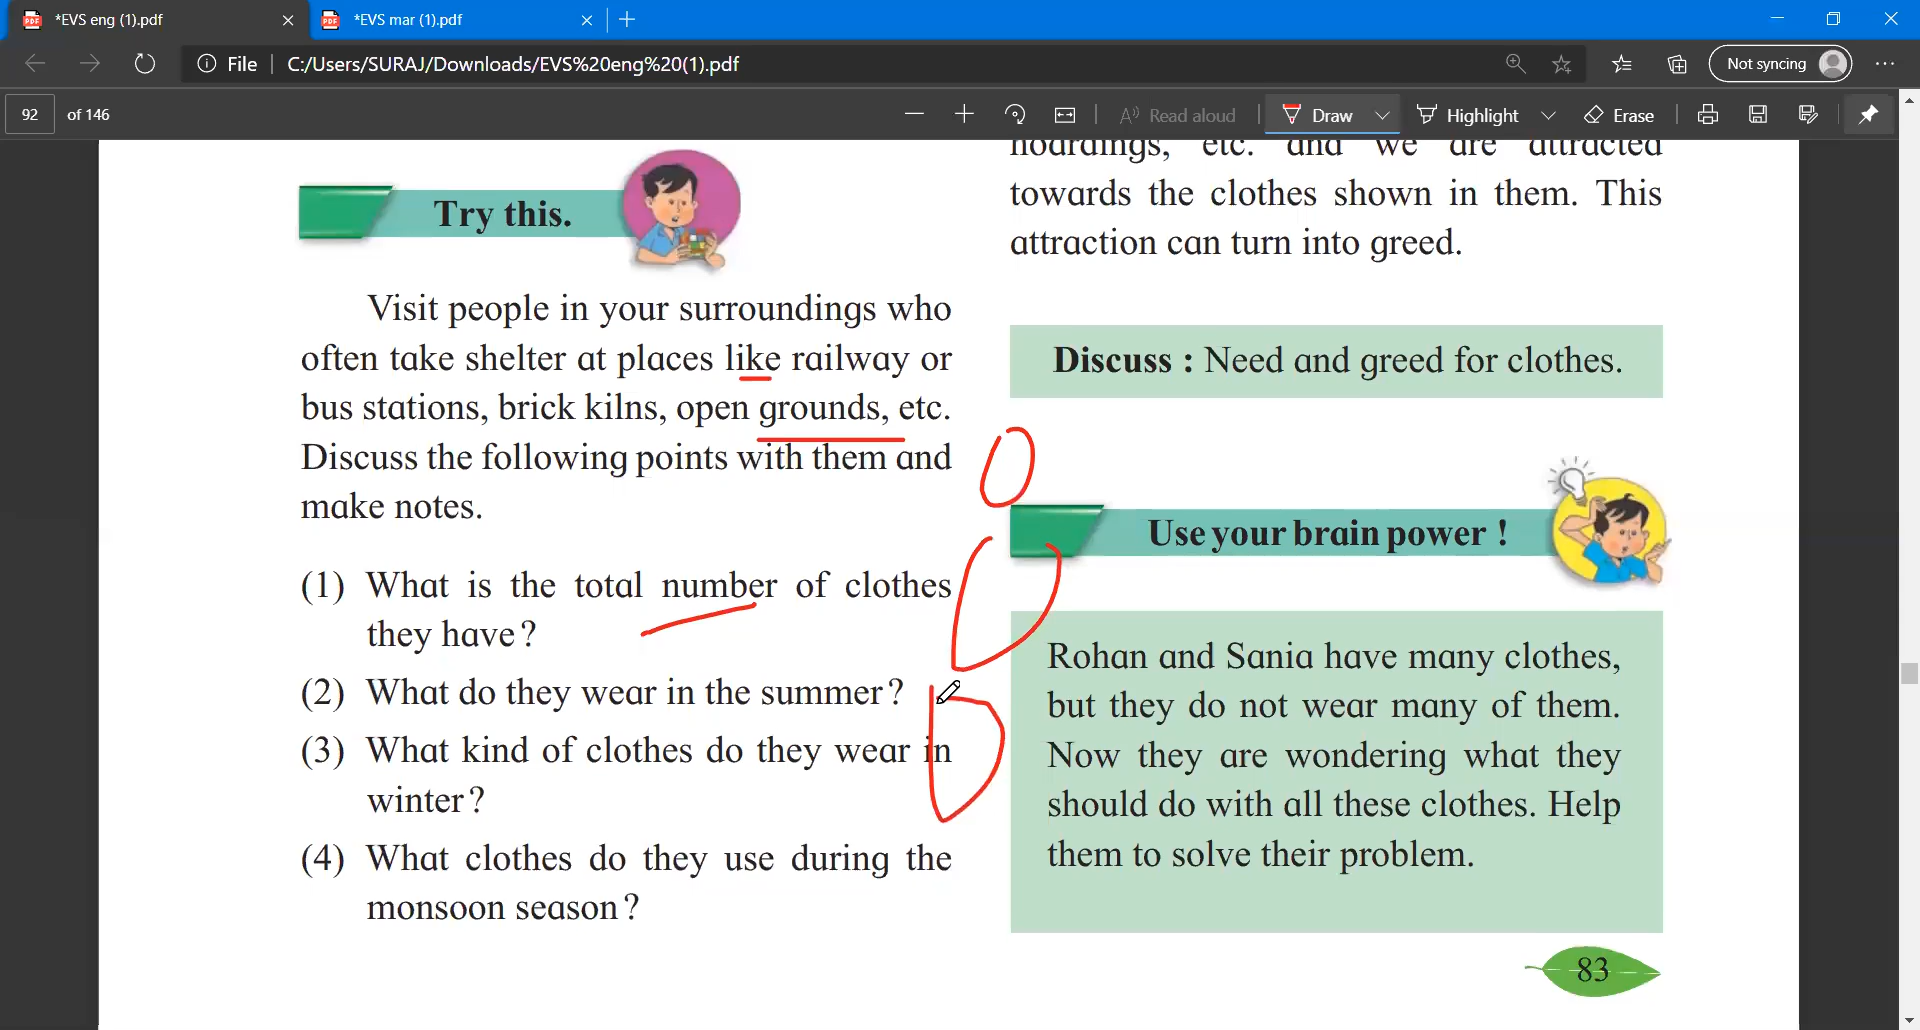 *EVS eng (1).pdf
*EVS mar (1).pdf
File
C:/Users/SURAJ/Downloads/EVS%20eng%20(1).pdf
Not syncing
92 of 146
Read aloud
Draw
Highlight
Erase
Try this.
Visit people in your surroundings who
often take shelter at places like railway or
bus stations, brick kilns, open grounds, etc.
Discuss the following points with them and
make notes.
(1) What is the total number of clothes
they have?
(2) What do they wear in the summer?
(3) What kind of clothes do they wear in
winter?
(4) What clothes do they use during the
monsoon season?
hoardings, etc. and we are attracted
towards the clothes shown in them. This
attraction can turn into greed.
Discuss : Need and greed for clothes.
Use your brain power !
Rohan and Sania have many clothes,
but they do not wear many of them.
Now they are wondering what they
should do with all these clothes. Help
them to solve their problem.
83